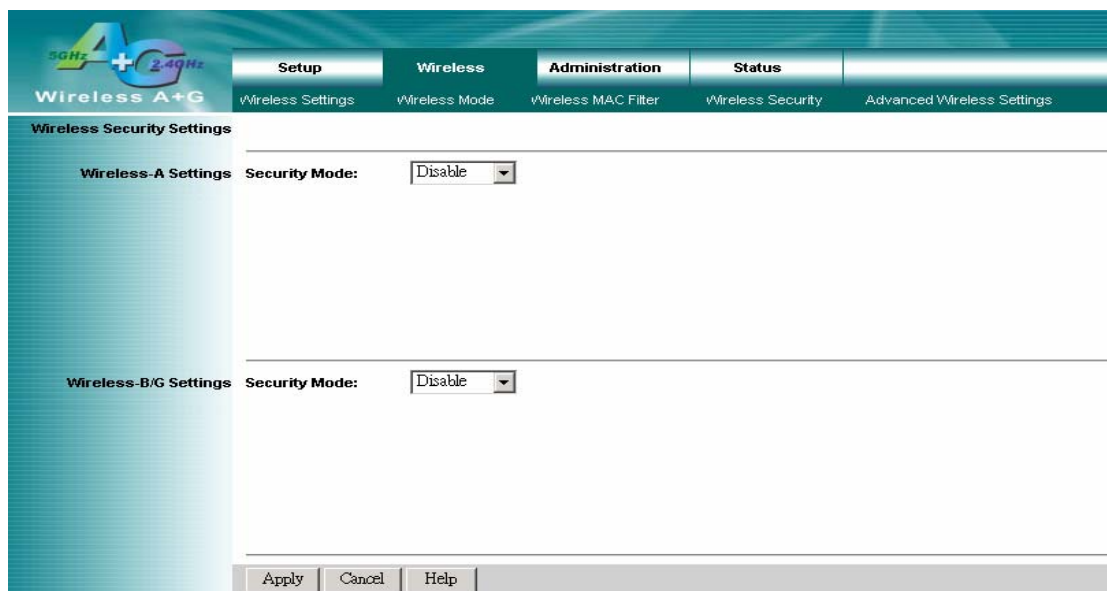 5GHz
A+G
2.4GHz
Wireless A+G
Setup
Wireless
Administration
Status
Wireless Settings
Wireless Mode
Wireless MAC Filter
Wireless Security
Advanced Wireless Settings
Wireless Security Settings
Wireless-A Settings
Security Mode:
Disable
Wireless-B/G Settings
Security Mode:
Disable
Apply
Cancel
Help